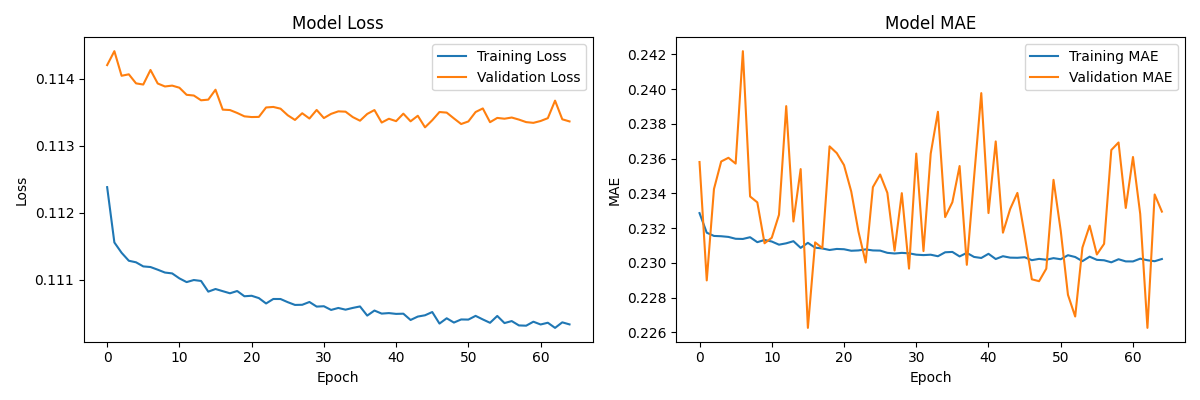 Model Loss
Training Loss
Validation Loss
0.114
0.113
0.112
0.111
Loss
0 10 20 30 40 50 60
Epoch
Model MAE
Training MAE
Validation MAE
0.242
0.240
0.238
0.236
0.234
0.232
0.230
0.228
0.226
MAE
0 10 20 30 40 50 60
Epoch